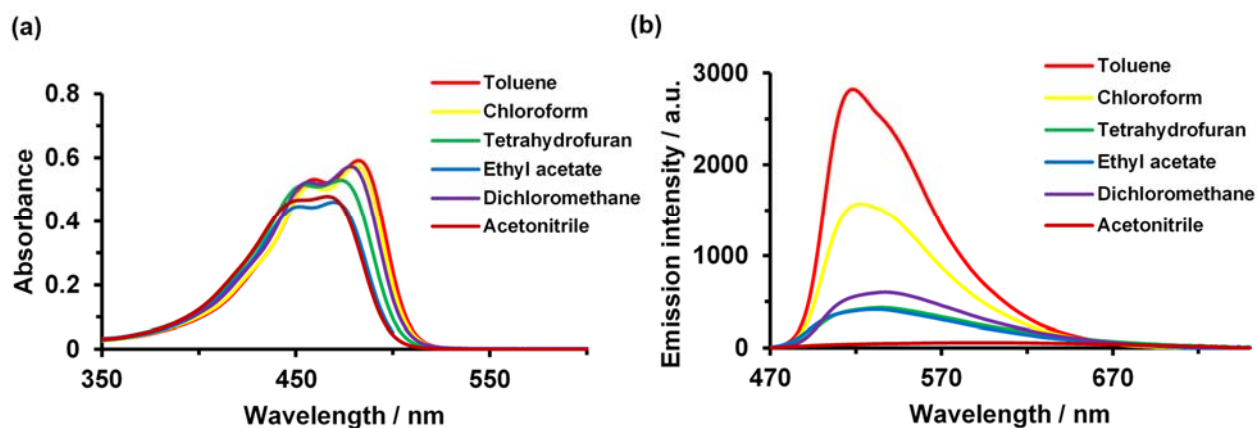 (a)
Absorbance
0.8
0.6
0.4
0.2
0
350
450
550
Wavelength / nm
Toluene
Chloroform
Tetrahydrofuran
Ethyl acetate
Dichloromethane
Acetonitrile
(b)
Emission intensity / a.u.
3000
2000
1000
0
470
570
670
Wavelength / nm
Toluene
Chloroform
Tetrahydrofuran
Ethyl acetate
Dichloromethane
Acetonitrile